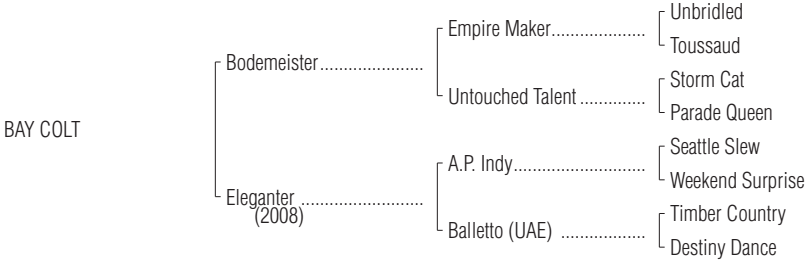 Unbridled
Empire Maker.....................
Toussaud
Bodemeister.......................
Storm Cat
Untouched Talent ...............
Parade Queen
BAY COLT
Seattle Slew
A.P. Indy.............................
Weekend Surprise
Eleganter ...........................
(2008)
Timber Country
Balletto (UAE) ...................
Destiny Dance